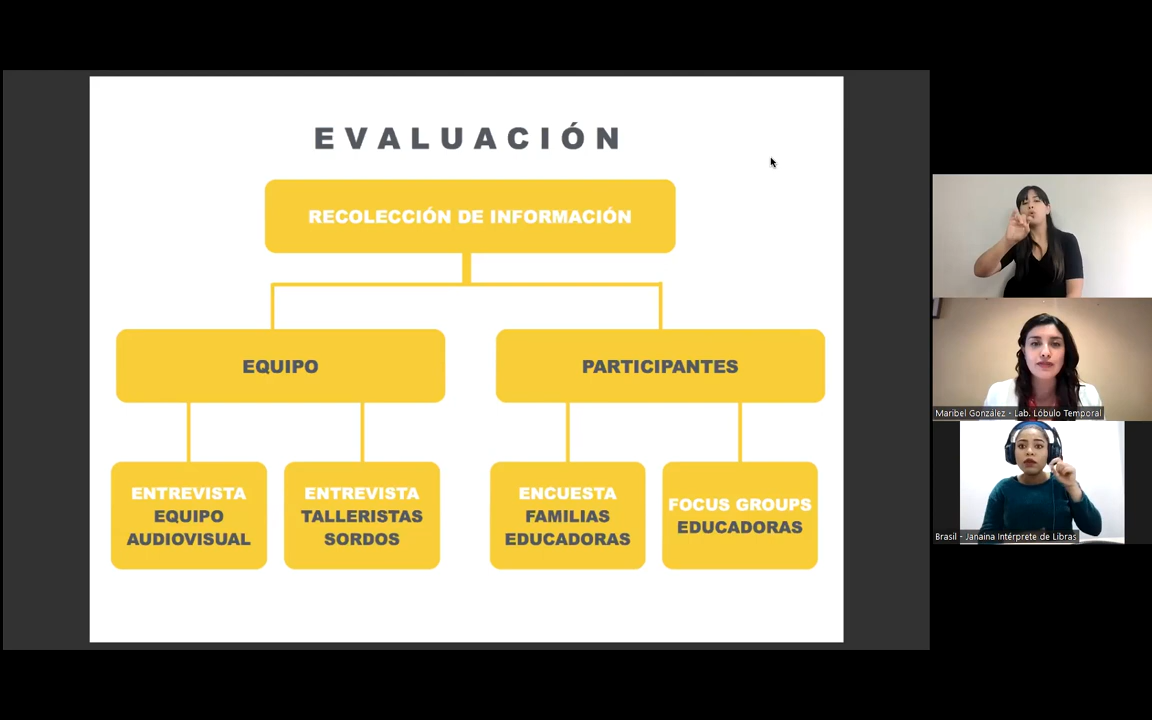 EVALUACIÓN
RECOLECCIÓN DE INFORMACIÓN
EQUIPO
PARTICIPANTES
ENTREVISTA
EQUIPO
AUDIOVISUAL
ENTREVISTA
TALLERISTAS
SORDOS
ENCUESTA
FAMILIAS
EDUCADORAS
FOCUS GROUPS
EDUCADORAS
Maribel González - Lab. Lóbulo Temporal
Brasil - Janaína Intérprete de Libras